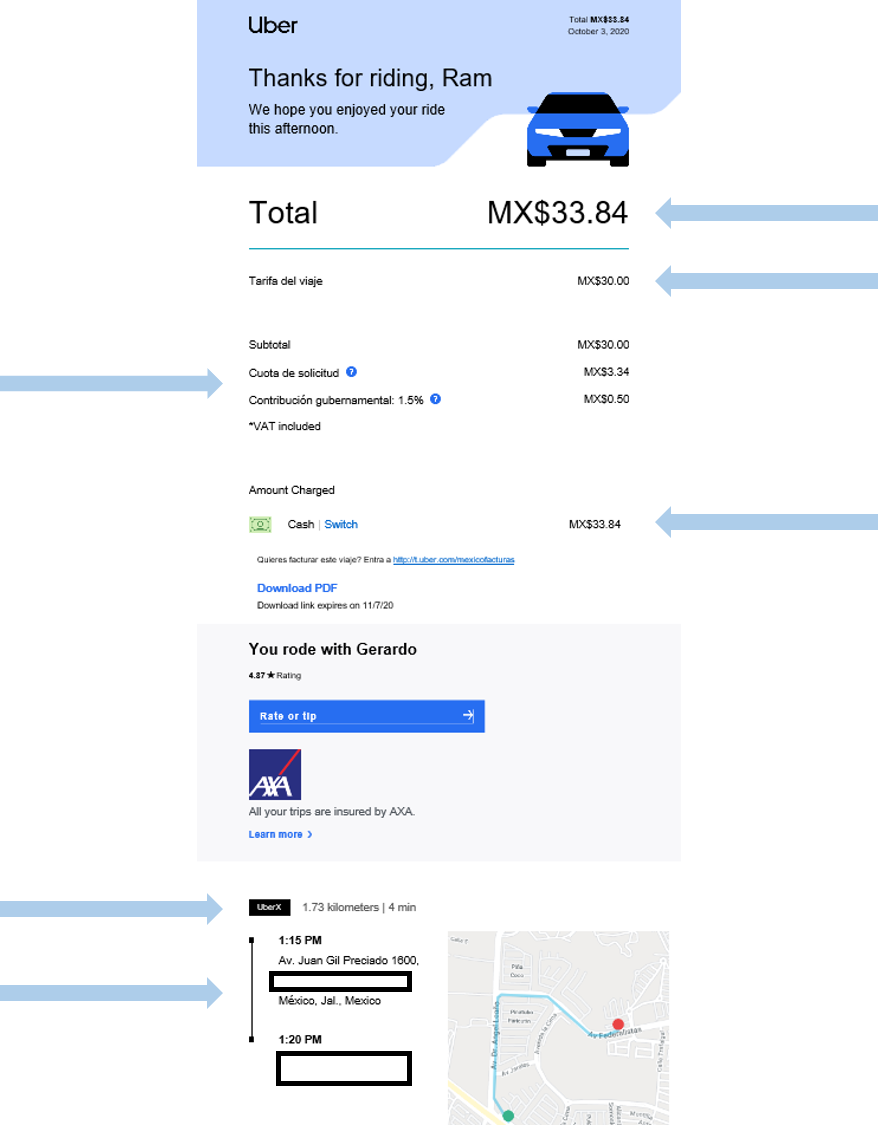 Uber
Total MX$33.84
October 3, 2020
Thanks for riding, Ram
We hope you enjoyed your ride
this afternoon.
Total MX$33.84
Tarifa del viaje MX$30.00
Subtotal MX$30.00
Cuota de solicitud ? MX$3.34
Contribución gubernamental: 1.5% ? MX$0.50
*VAT included
Amount Charged
Cash | Switch MX$33.84
Quieres facturar este viaje? Entra a http://t.uber.com/mexicofacturas
Download PDF
Download link expires on 11/7/20
You rode with Gerardo
4.87 ★ Rating
Rate or tip
AXA
All your trips are insured by AXA.
Learn more
UberX 1.73 kilometers | 4 min
1:15 PM
Av. Juan Gil Preciado 1600,
México, Jal., Mexico
1:20 PM
Piña
Coco
Av. Dr. Angel Leaño
Avenida la Cima
Av Federalistas